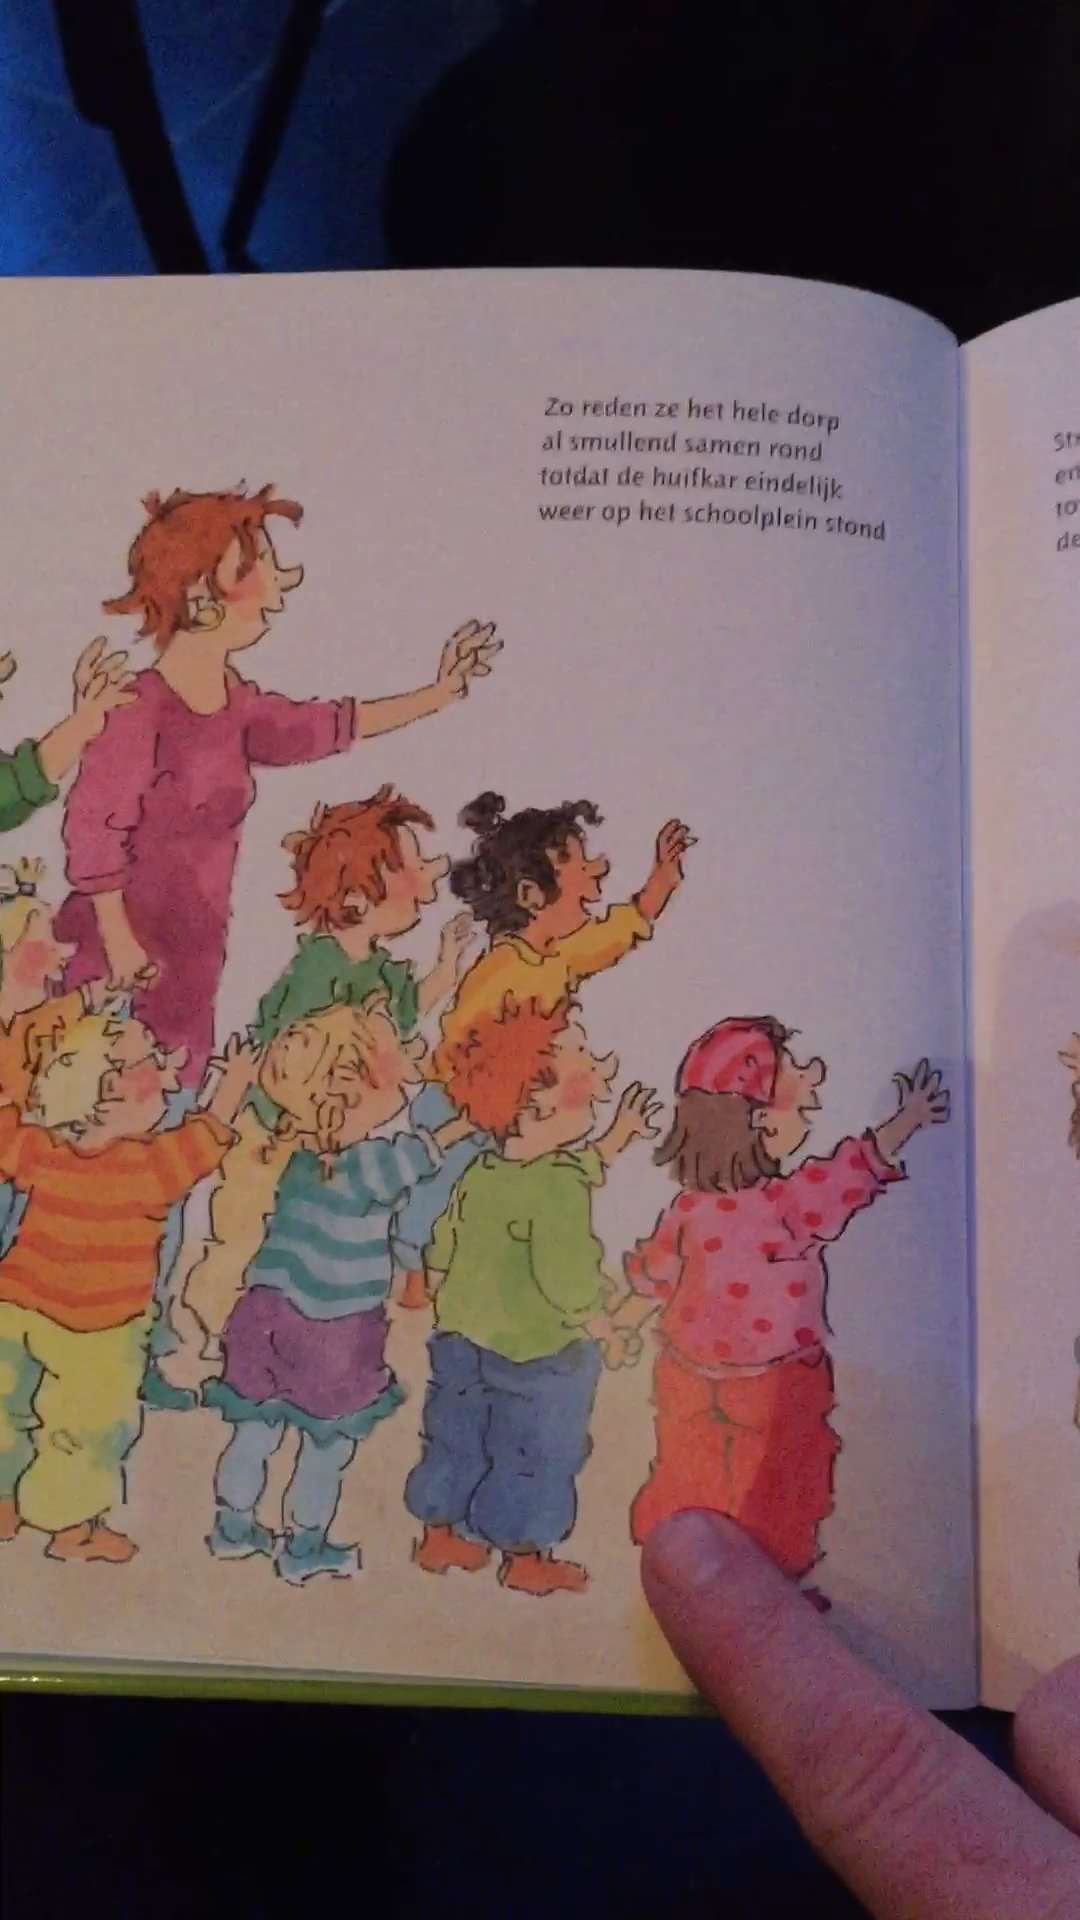 Zo reden ze het hele dorp
al smullend samen rond
totdat de huifkar eindelijk
weer op het schoolplein stond